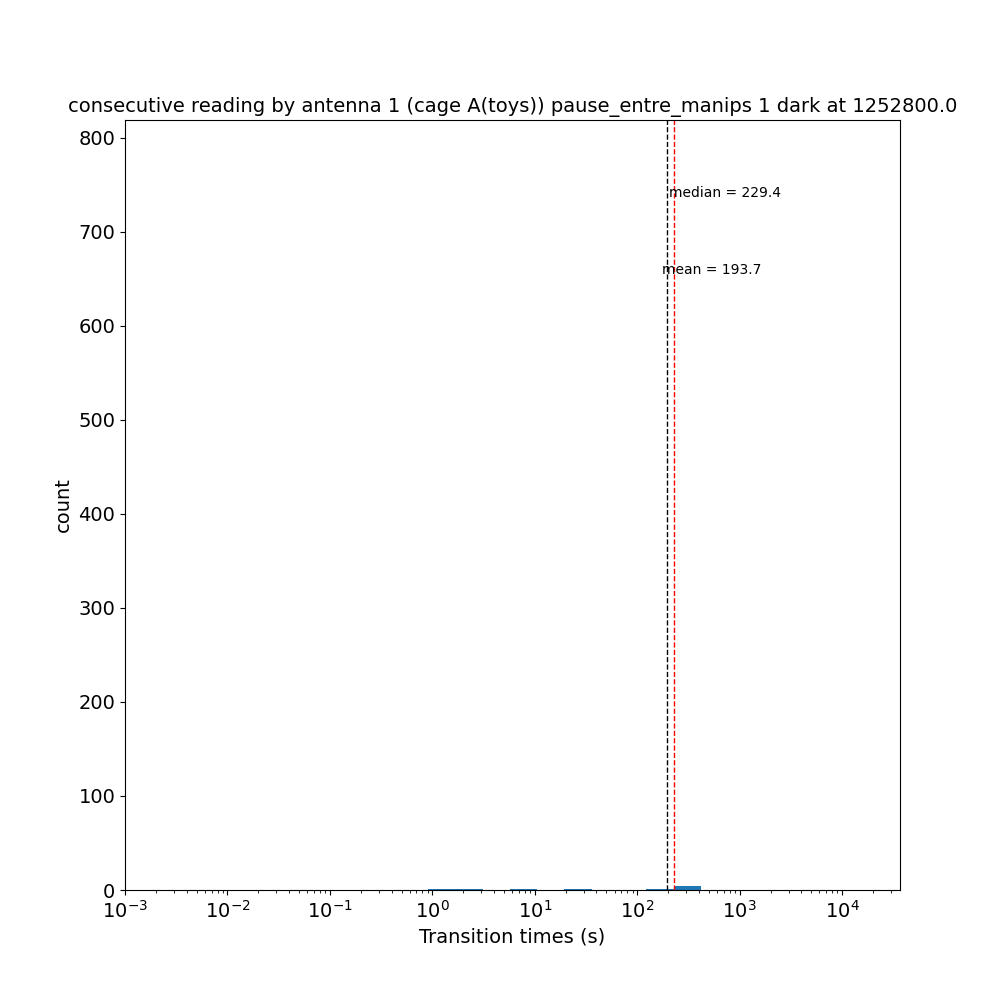 consecutive reading by antenna 1 (cage A(toys)) pause_entre_manips 1 dark at 1252800.0
800
median = 229.4
700
mean = 193.7
600
500
count
400
300
200
100
0
10⁻³ 10⁻² 10⁻¹ 10⁰ 10¹ 10² 10³ 10⁴
Transition times (s)